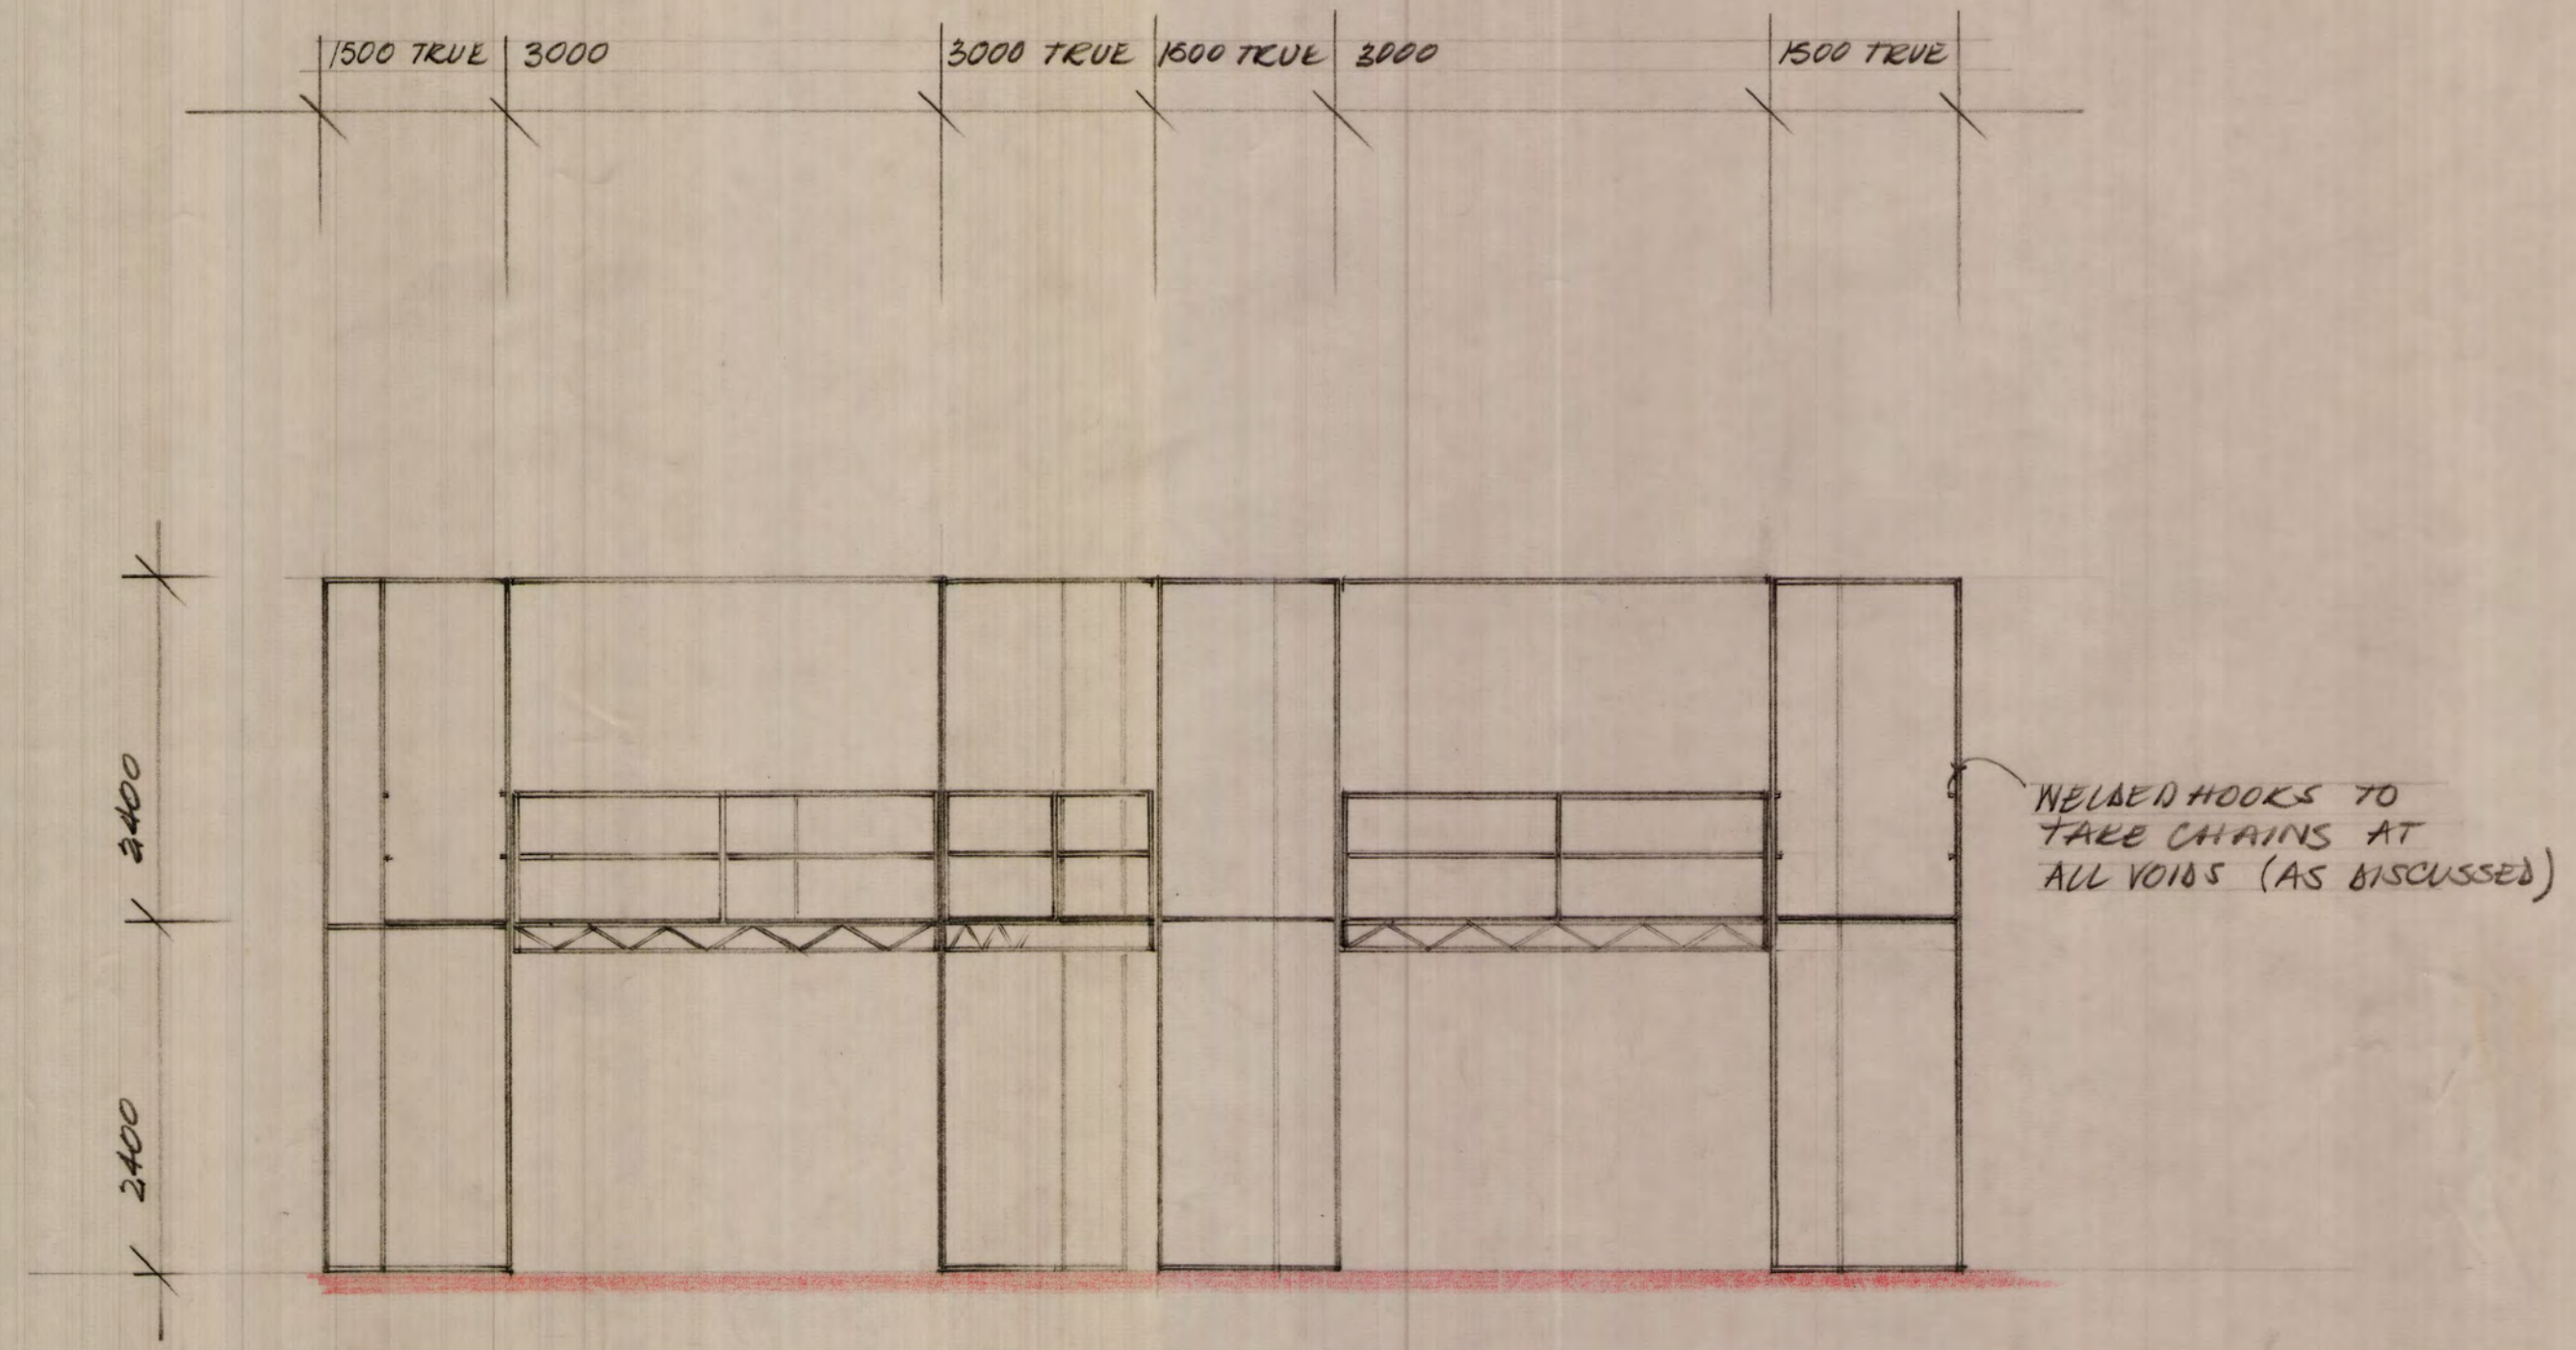 1500 TRUE 3000 3000 TRUE 1500 TRUE 3000 1500 TRUE
2400
2400
WELDED HOOKS TO
TAKE CHAINS AT
ALL VOIDS (AS DISCUSSED)